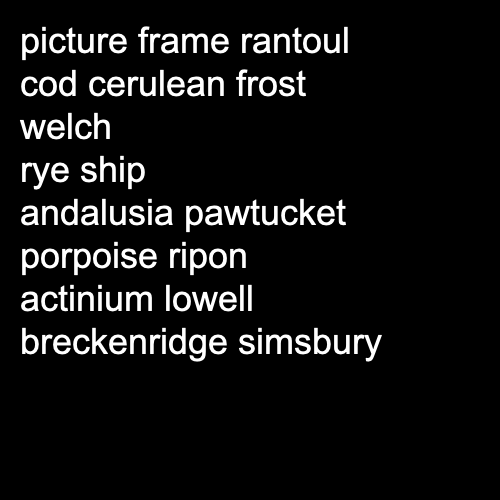 picture frame rantoul
cod cerulean frost
welch
rye ship
andalusia pawtucket
porpoise ripon
actinium lowell
breckenridge simsbury